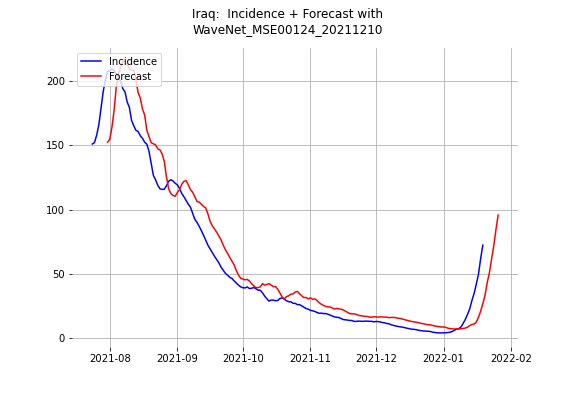 Iraq:  Incidence + Forecast with
WaveNet_MSE00124_20211210
Incidence
Forecast
200
150
100
50
0
2021-08 2021-09 2021-10 2021-11 2021-12 2022-01 2022-02